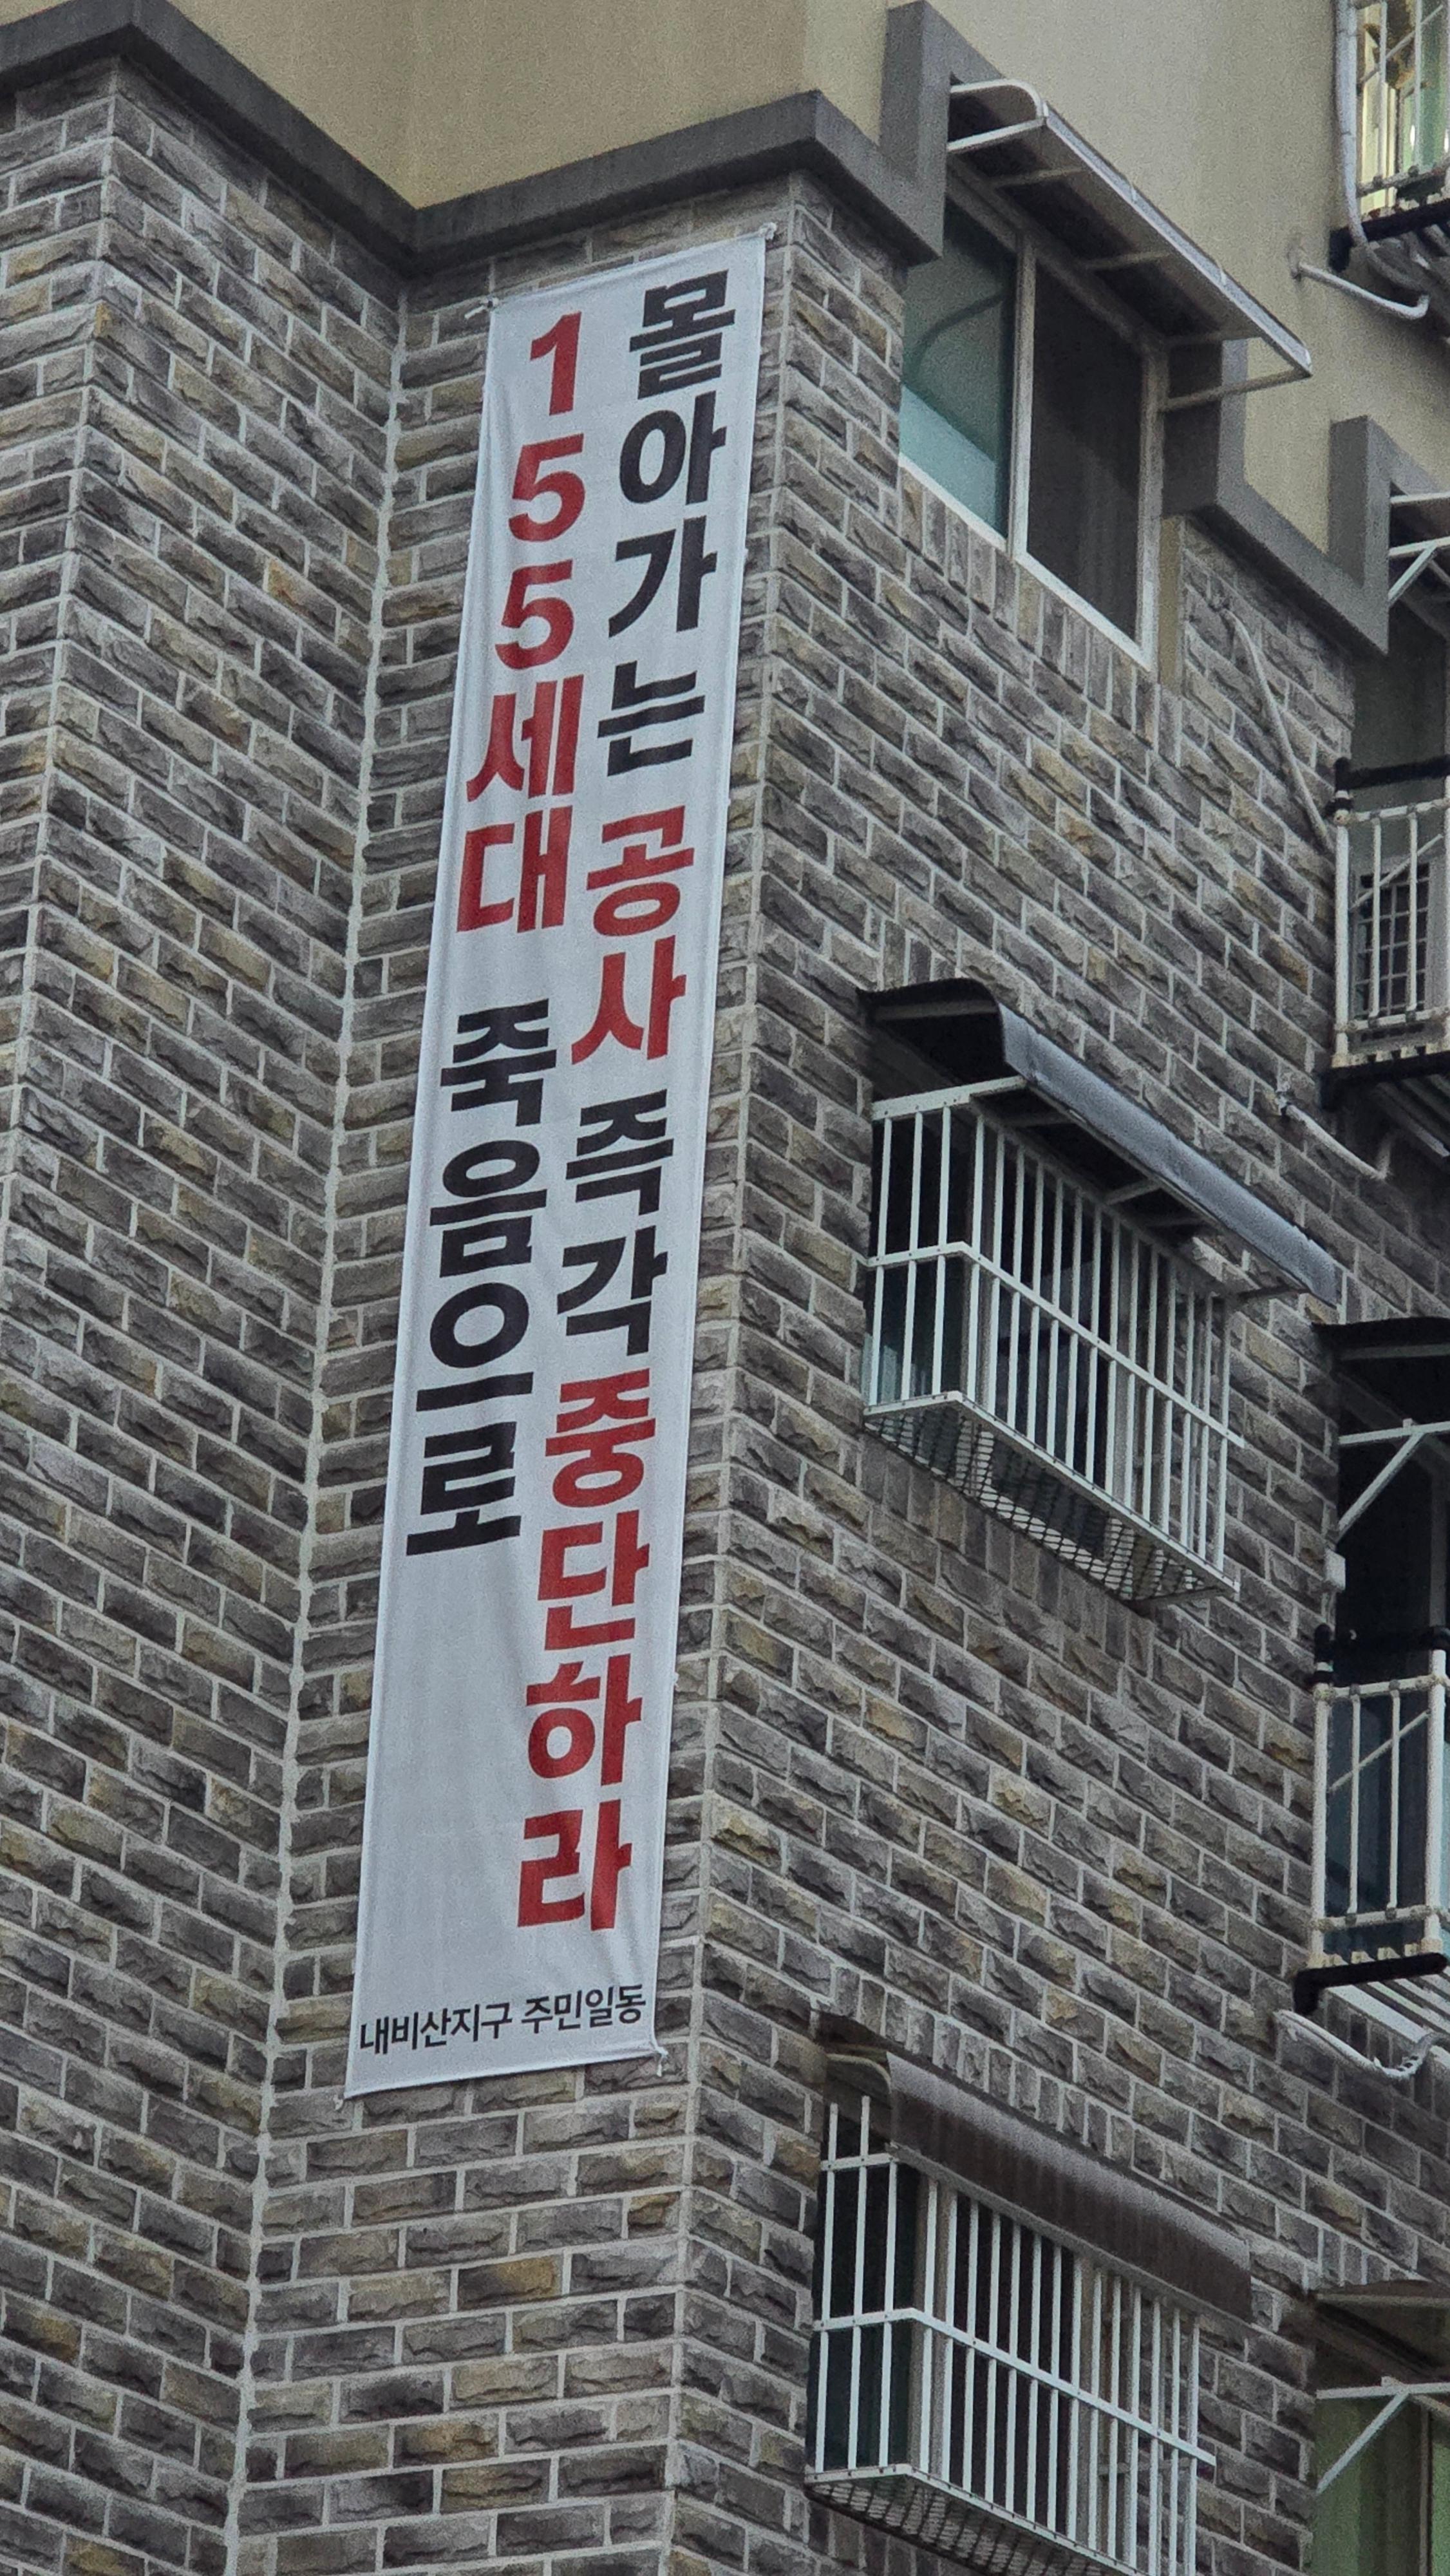 155세대 죽음으로
몰아가는 공사 즉각 중단하라
내비산지구 주민일동